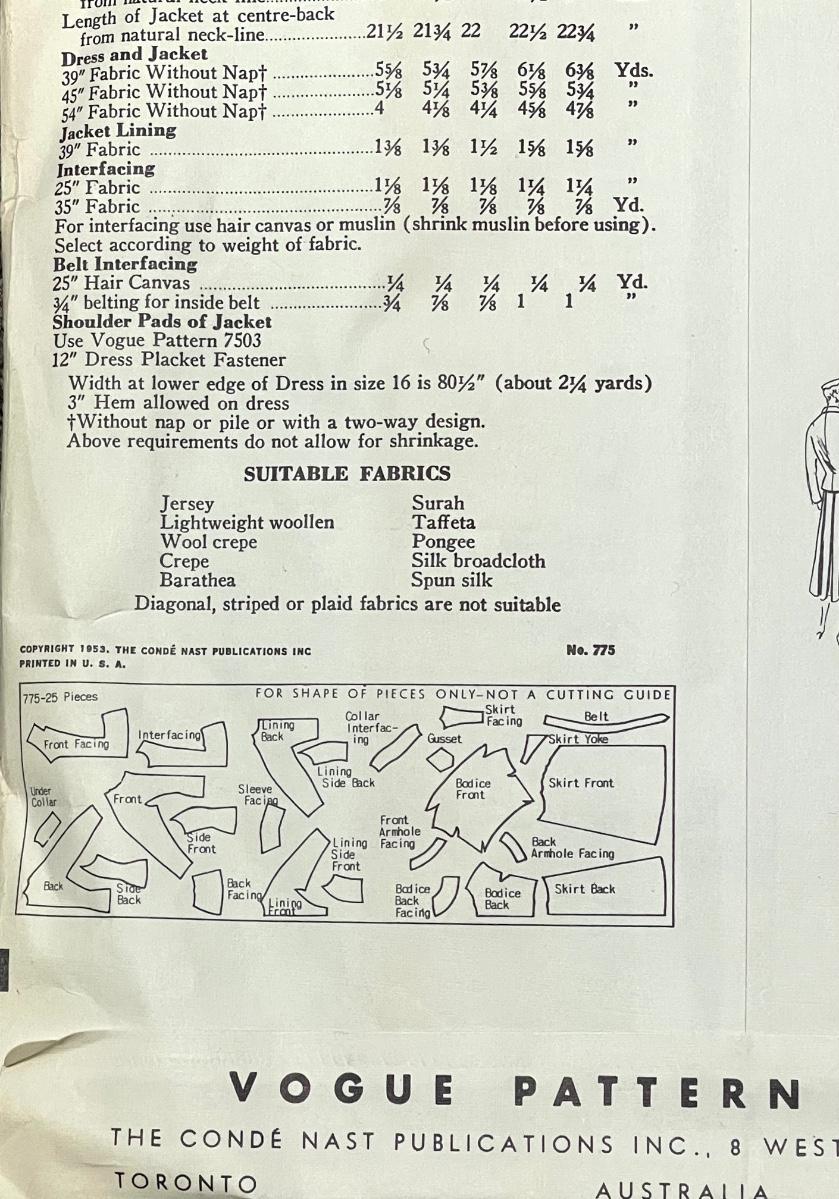 from natural neck-line
Length of Jacket at centre-back
from natural neck-line..................21½ 21¾ 22 22½ 22¾ ”
Dress and Jacket
39″ Fabric Without Nap† ..................5⅝ 5¾ 5⅞ 6⅛ 6⅜ Yds.
45″ Fabric Without Nap† ..................5⅛ 5¼ 5⅜ 5⅝ 5¾ ”
54″ Fabric Without Nap† ..................4 4⅛ 4¼ 4⅝ 4⅞ ”
Jacket Lining
39″ Fabric ..................1⅜ 1⅜ 1½ 1⅝ 1⅝ ”
Interfacing
25″ Fabric ..................1⅛ 1⅛ 1⅛ 1¼ 1¼ ”
35″ Fabric ..................⅞ ⅞ ⅞ ⅞ ⅞ Yd.
For interfacing use hair canvas or muslin (shrink muslin before using).
Select according to weight of fabric.
Belt Interfacing
25″ Hair Canvas ..................¼ ¼ ¼ ¼ ¼ Yd.
¾″ belting for inside belt ..................¾ ⅞ ⅞ 1 1 ”
Shoulder Pads of Jacket
Use Vogue Pattern 7503
12″ Dress Placket Fastener
Width at lower edge of Dress in size 16 is 80½″ (about 2¼ yards)
3″ Hem allowed on dress
†Without nap or pile or with a two-way design.
Above requirements do not allow for shrinkage.
SUITABLE FABRICS
Jersey Surah
Lightweight woollen Taffeta
Wool crepe Pongee
Crepe Silk broadcloth
Barathea Spun silk
Diagonal, striped or plaid fabrics are not suitable
COPYRIGHT 1953. THE CONDÉ NAST PUBLICATIONS INC No. 775
PRINTED IN U. S. A.
775-25 Pieces FOR SHAPE OF PIECES ONLY-NOT A CUTTING GUIDE
Front Facing
Interfacing
Lining
Back
Collar
Interfac-
ing
Skirt
Facing
Belt
Gusset
Skirt Yoke
Lining
Side Back
Under
Collar
Front
Sleeve
Facing
Bodice
Front
Skirt Front
Side
Front
Front
Armhole
Facing
Lining
Side
Front
Back
Armhole Facing
Back
Side
Back
Back
Facing
Lining
Front
Bodice
Back
Facing
Bodice
Back
Skirt Back
VOGUE PATTERN
THE CONDÉ NAST PUBLICATIONS INC., 8 WEST
TORONTO AUSTRALIA